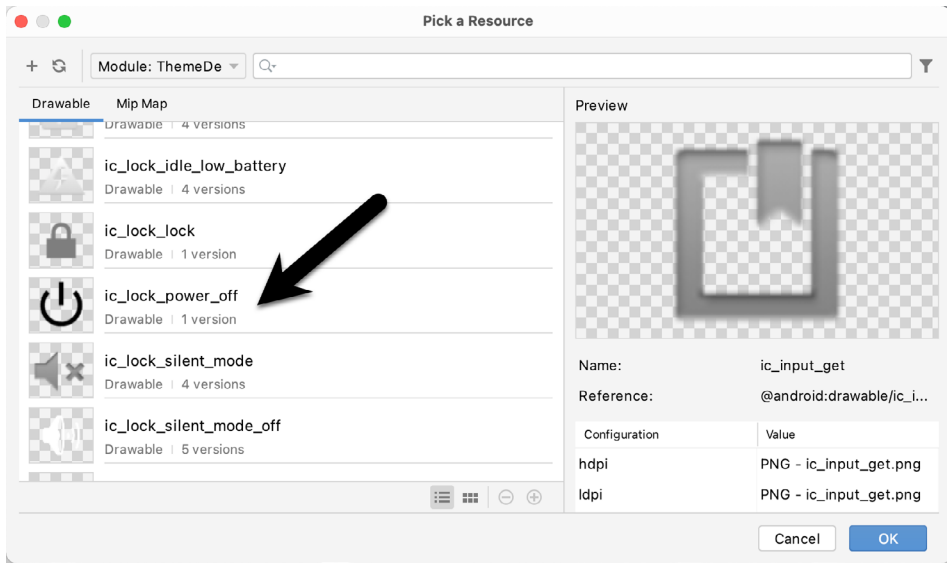 Pick a Resource
Module: ThemeDe
Drawable Mip Map
Drawable | 4 versions
ic_lock_idle_low_battery
Drawable | 4 versions
ic_lock_lock
Drawable | 1 version
ic_lock_power_off
Drawable | 1 version
ic_lock_silent_mode
Drawable | 4 versions
ic_lock_silent_mode_off
Drawable | 5 versions
Preview
Name: ic_input_get
Reference: @android:drawable/ic_i...
Configuration Value
hdpi PNG - ic_input_get.png
ldpi PNG - ic_input_get.png
Cancel OK